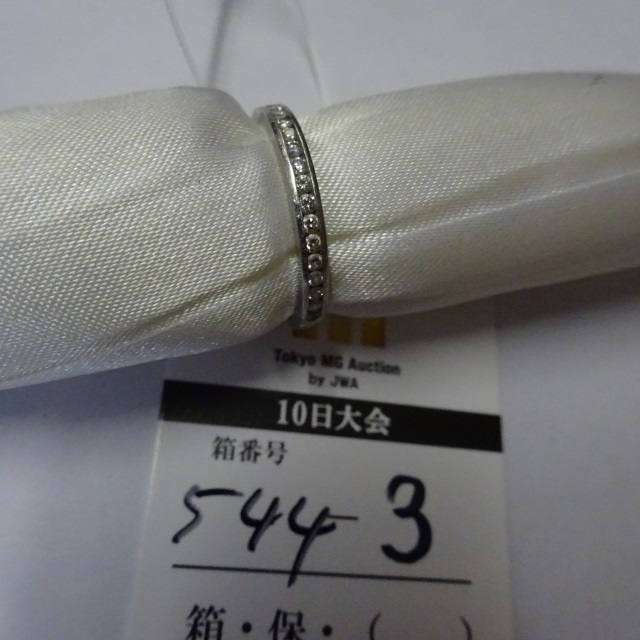 Tokyo MG Auction
by JWA
10日大会
箱番号
544 3
箱・保・(　　)